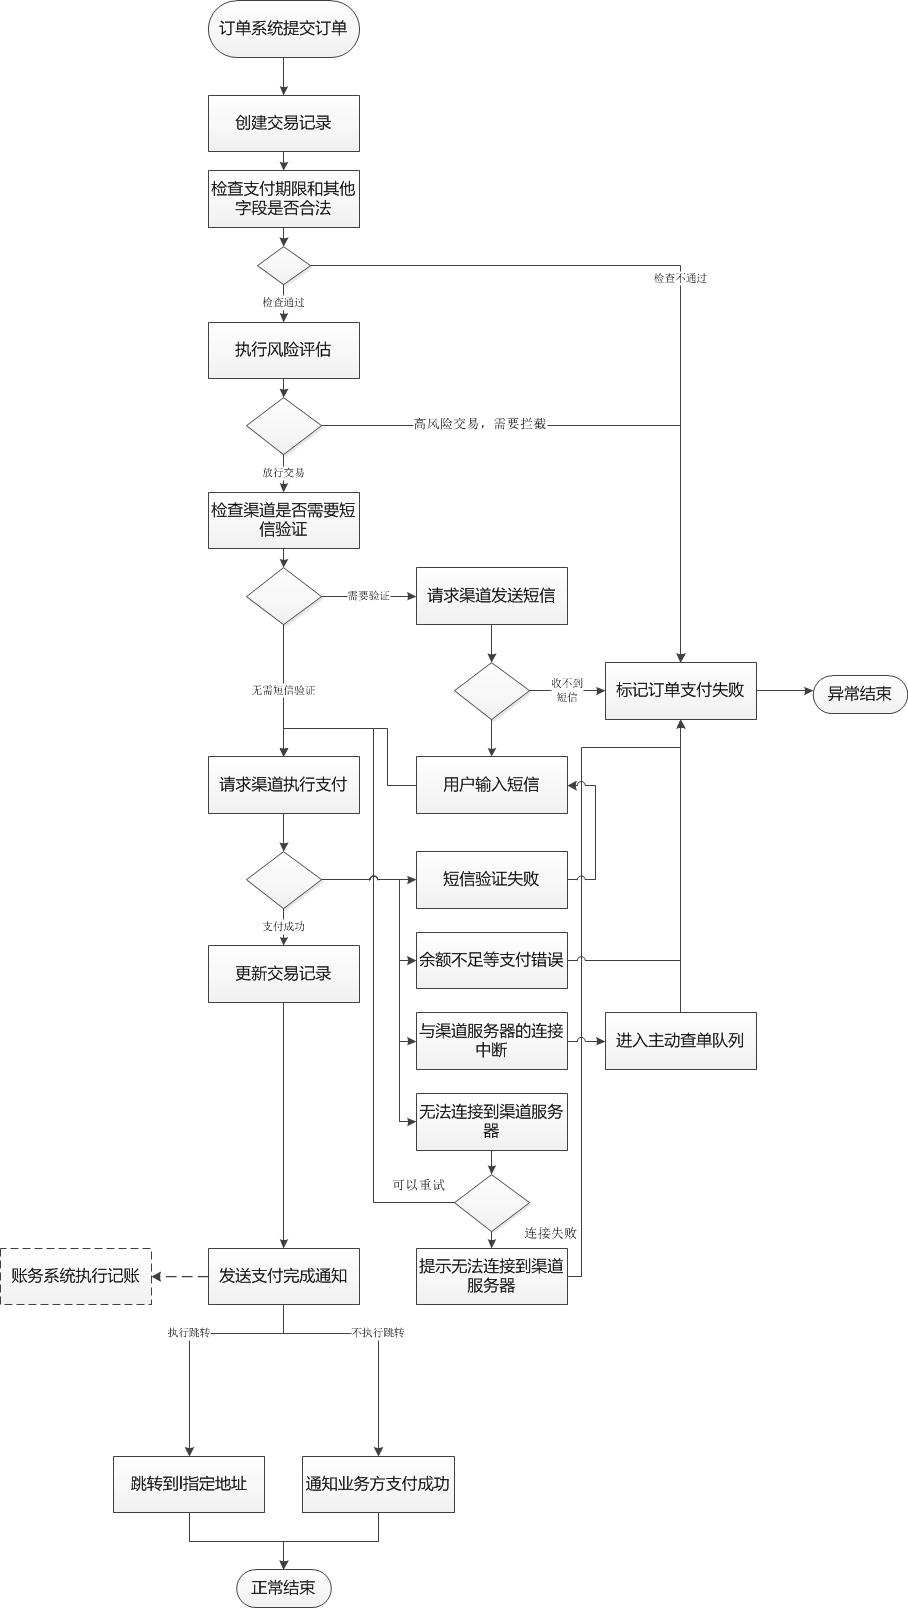 订单系统提交订单
创建交易记录
检查支付期限和其他
字段是否合法
检查不通过
检查通过
执行风险评估
高风险交易，需要拦截
放行交易
检查渠道是否需要短
信验证
需要验证
请求渠道发送短信
无需短信验证
收不到
短信
标记订单支付失败
异常结束
请求渠道执行支付
用户输入短信
短信验证失败
支付成功
更新交易记录
余额不足等支付错误
与渠道服务器的连接
中断
进入主动查单队列
无法连接到渠道服务
器
可以重试
连接失败
账务系统执行记账
发送支付完成通知
提示无法连接到渠道
服务器
执行跳转
不执行跳转
跳转到l指定地址
通知业务方支付成功
正常结束